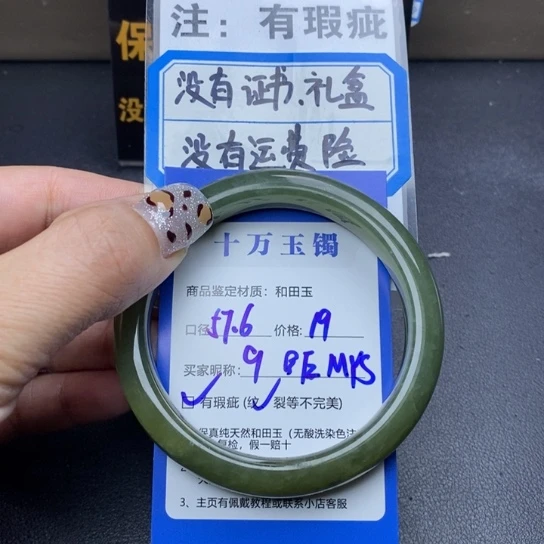 注：有瑕疵
保
没
没有证书、礼盒
没有运费险
十万玉镯
商品鉴定材质：和田玉
口径 57.6 价格：19
买家昵称：9
有瑕疵（纹 裂等不完美）
保真纯天然和田玉（无酸洗染色
复检，假一赔十
3、主页有佩戴教程或联系小店客服